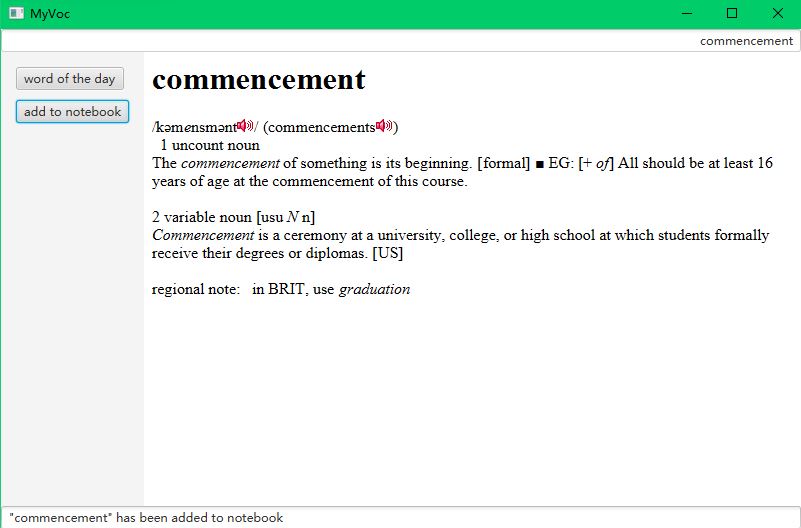 MyVoc
commencement
word of the day
add to notebook
commencement
/kəmensmənt/ (commencements)
1 uncount noun
The commencement of something is its beginning. [formal] ■ EG: [+ of] All should be at least 16
years of age at the commencement of this course.
2 variable noun [usu N n]
Commencement is a ceremony at a university, college, or high school at which students formally
receive their degrees or diplomas. [US]
regional note: in BRIT, use graduation
"commencement" has been added to notebook